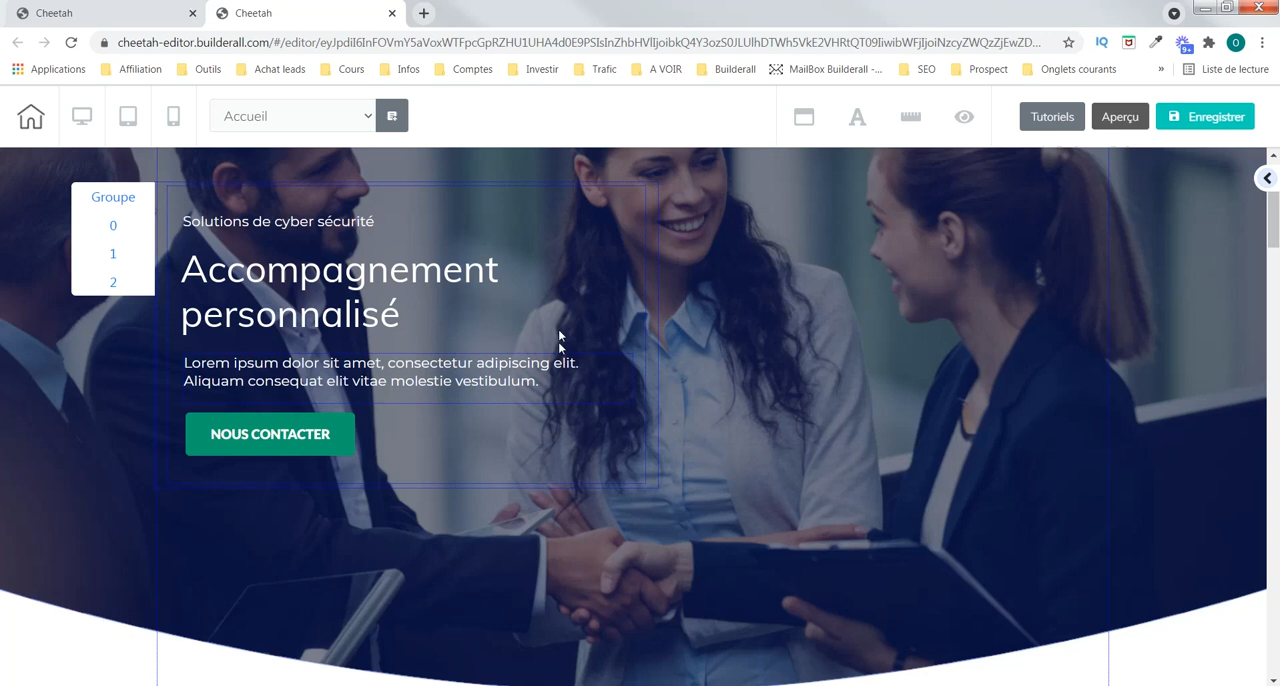 Cheetah
Cheetah
cheetah-editor.builderall.com/#/editor/
Applications
Affiliation
Outils
Achat leads
Cours
Infos
Comptes
Investir
Trafic
A VOIR
Builderall
MailBox Builderall -...
SEO
Prospect
Onglets courants
»
Liste de lecture
IQ
9+
O
Accueil
A
Tutoriels
Aperçu
Enregistrer
Groupe
0
1
2
Solutions de cyber sécurité
Accompagnement
personnalisé
Lorem ipsum dolor sit amet, consectetur adipiscing elit.
Aliquam consequat elit vitae molestie vestibulum.
NOUS CONTACTER